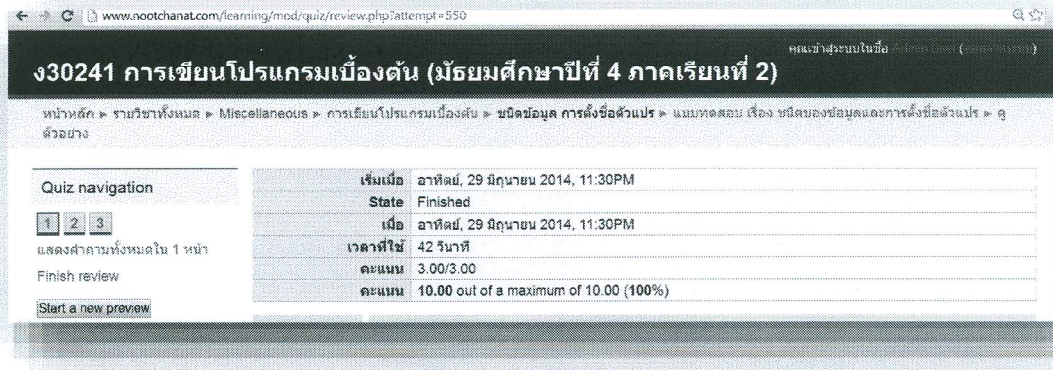 www.nootchanat.com/learning/mod/quiz/review.php?attempt=550
คุณเข้าสู่ระบบในชื่อ Admin User
ง30241 การเขียนโปรแกรมเบื้องต้น (มัธยมศึกษาปีที่ 4 ภาคเรียนที่ 2)
หน้าหลัก ► รายวิชาทั้งหมด ► Miscellaneous ► การเขียนโปรแกรมเบื้องต้น ► ชนิดข้อมูล การตั้งชื่อตัวแปร ► แบบทดสอบ เรื่อง ชนิดของข้อมูลและการตั้งชื่อตัวแปร ► ดู
ตัวอย่าง
Quiz navigation
1 2 3
แสดงคำถามทั้งหมดใน 1 หน้า
Finish review
Start a new preview
เริ่มเมื่อ อาทิตย์, 29 มิถุนายน 2014, 11:30PM
State Finished
เมื่อ อาทิตย์, 29 มิถุนายน 2014, 11:30PM
เวลาที่ใช้ 42 วินาที
คะแนน 3.00/3.00
คะแนน 10.00 out of a maximum of 10.00 (100%)